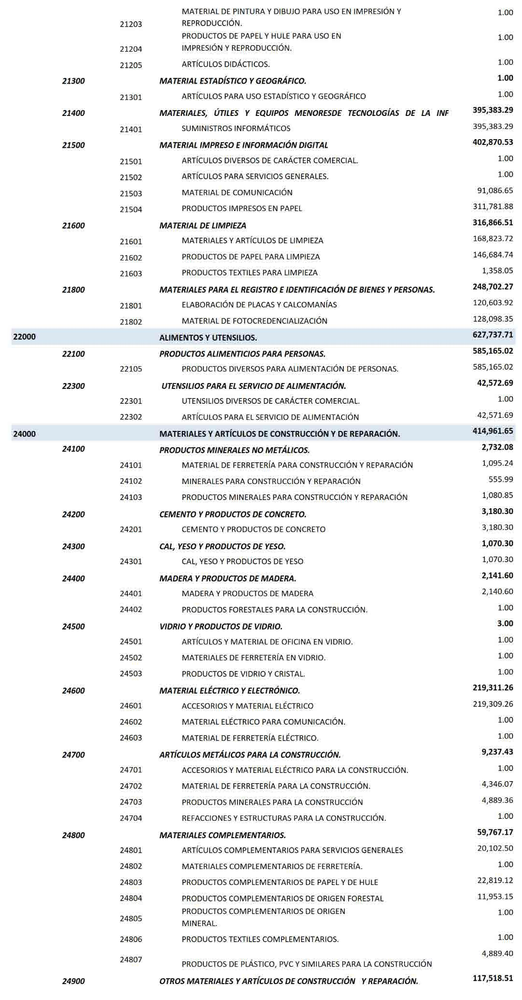 MATERIAL DE PINTURA Y DIBUJO PARA USO EN IMPRESIÓN Y 1.00
21203 REPRODUCCIÓN.
PRODUCTOS DE PAPEL Y HULE PARA USO EN 1.00
21204 IMPRESIÓN Y REPRODUCCIÓN.
21205 ARTÍCULOS DIDÁCTICOS. 1.00
21300 MATERIAL ESTADÍSTICO Y GEOGRÁFICO. 1.00
21301 ARTÍCULOS PARA USO ESTADÍSTICO Y GEOGRÁFICO 1.00
21400 MATERIALES, ÚTILES Y EQUIPOS MENORESDE TECNOLOGÍAS DE LA INF 395,383.29
21401 SUMINISTROS INFORMÁTICOS 395,383.29
21500 MATERIAL IMPRESO E INFORMACIÓN DIGITAL 402,870.53
21501 ARTÍCULOS DIVERSOS DE CARÁCTER COMERCIAL. 1.00
21502 ARTÍCULOS PARA SERVICIOS GENERALES. 1.00
21503 MATERIAL DE COMUNICACIÓN 91,086.65
21504 PRODUCTOS IMPRESOS EN PAPEL 311,781.88
21600 MATERIAL DE LIMPIEZA 316,866.51
21601 MATERIALES Y ARTÍCULOS DE LIMPIEZA 168,823.72
21602 PRODUCTOS DE PAPEL PARA LIMPIEZA 146,684.74
21603 PRODUCTOS TEXTILES PARA LIMPIEZA 1,358.05
21800 MATERIALES PARA EL REGISTRO E IDENTIFICACIÓN DE BIENES Y PERSONAS. 248,702.27
21801 ELABORACIÓN DE PLACAS Y CALCOMANÍAS 120,603.92
21802 MATERIAL DE FOTOCREDENCIALIZACIÓN 128,098.35
22000 ALIMENTOS Y UTENSILIOS. 627,737.71
22100 PRODUCTOS ALIMENTICIOS PARA PERSONAS. 585,165.02
22105 PRODUCTOS DIVERSOS PARA ALIMENTACIÓN DE PERSONAS. 585,165.02
22300 UTENSILIOS PARA EL SERVICIO DE ALIMENTACIÓN. 42,572.69
22301 UTENSILIOS DIVERSOS DE CARÁCTER COMERCIAL. 1.00
22302 ARTÍCULOS PARA EL SERVICIO DE ALIMENTACIÓN 42,571.69
24000 MATERIALES Y ARTÍCULOS DE CONSTRUCCIÓN Y DE REPARACIÓN. 414,961.65
24100 PRODUCTOS MINERALES NO METÁLICOS. 2,732.08
24101 MATERIAL DE FERRETERÍA PARA CONSTRUCCIÓN Y REPARACIÓN 1,095.24
24102 MINERALES PARA CONSTRUCCIÓN Y REPARACIÓN 555.99
24103 PRODUCTOS MINERALES PARA CONSTRUCCIÓN Y REPARACIÓN 1,080.85
24200 CEMENTO Y PRODUCTOS DE CONCRETO. 3,180.30
24201 CEMENTO Y PRODUCTOS DE CONCRETO 3,180.30
24300 CAL, YESO Y PRODUCTOS DE YESO. 1,070.30
24301 CAL, YESO Y PRODUCTOS DE YESO 1,070.30
24400 MADERA Y PRODUCTOS DE MADERA. 2,141.60
24401 MADERA Y PRODUCTOS DE MADERA 2,140.60
24402 PRODUCTOS FORESTALES PARA LA CONSTRUCCIÓN. 1.00
24500 VIDRIO Y PRODUCTOS DE VIDRIO. 3.00
24501 ARTÍCULOS Y MATERIAL DE OFICINA EN VIDRIO. 1.00
24502 MATERIALES DE FERRETERÍA EN VIDRIO. 1.00
24503 PRODUCTOS DE VIDRIO Y CRISTAL. 1.00
24600 MATERIAL ELÉCTRICO Y ELECTRÓNICO. 219,311.26
24601 ACCESORIOS Y MATERIAL ELÉCTRICO 219,309.26
24602 MATERIAL ELÉCTRICO PARA COMUNICACIÓN. 1.00
24603 MATERIAL DE FERRETERÍA ELÉCTRICO. 1.00
24700 ARTÍCULOS METÁLICOS PARA LA CONSTRUCCIÓN. 9,237.43
24701 ACCESORIOS Y MATERIAL ELÉCTRICO PARA LA CONSTRUCCIÓN. 1.00
24702 MATERIAL DE FERRETERÍA PARA LA CONSTRUCCIÓN. 4,346.07
24703 PRODUCTOS MINERALES PARA LA CONSTRUCCIÓN 4,889.36
24704 REFACCIONES Y ESTRUCTURAS PARA LA CONSTRUCCIÓN. 1.00
24800 MATERIALES COMPLEMENTARIOS. 59,767.17
24801 ARTÍCULOS COMPLEMENTARIOS PARA SERVICIOS GENERALES 20,102.50
24802 MATERIALES COMPLEMENTARIOS DE FERRETERÍA. 1.00
24803 PRODUCTOS COMPLEMENTARIOS DE PAPEL Y DE HULE 22,819.12
24804 PRODUCTOS COMPLEMENTARIOS DE ORIGEN FORESTAL 11,953.15
PRODUCTOS COMPLEMENTARIOS DE ORIGEN 1.00
24805 MINERAL.
24806 PRODUCTOS TEXTILES COMPLEMENTARIOS. 1.00
4,889.40
24807 PRODUCTOS DE PLÁSTICO, PVC Y SIMILARES PARA LA CONSTRUCCIÓN
24900 OTROS MATERIALES Y ARTÍCULOS DE CONSTRUCCIÓN Y REPARACIÓN. 117,518.51